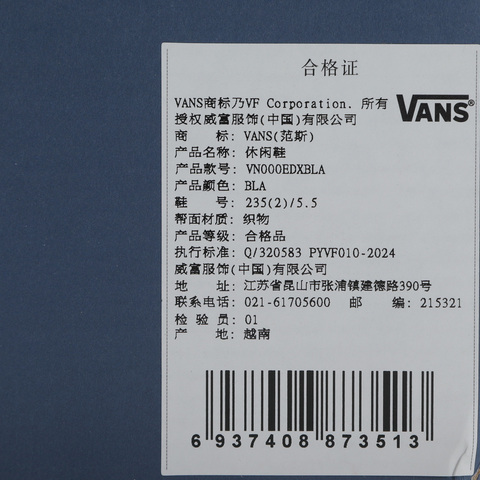 合格证
VANS商标乃VF Corporation. 所有
VANS®
授权威富服饰(中国)有限公司
商 标: VANS(范斯)
产品名称: 休闲鞋
产品款号: VN000EDXBLA
产品颜色: BLA
鞋 号: 235(2)/5.5
帮面材质: 织物
产品等级: 合格品
执行标准: Q/320583 PYVF010-2024
威富服饰(中国)有限公司
地 址: 江苏省昆山市张浦镇建德路390号
联系电话: 021-61705600 邮 编: 215321
检 验 员: 01
产 地: 越南
6 937408 873513